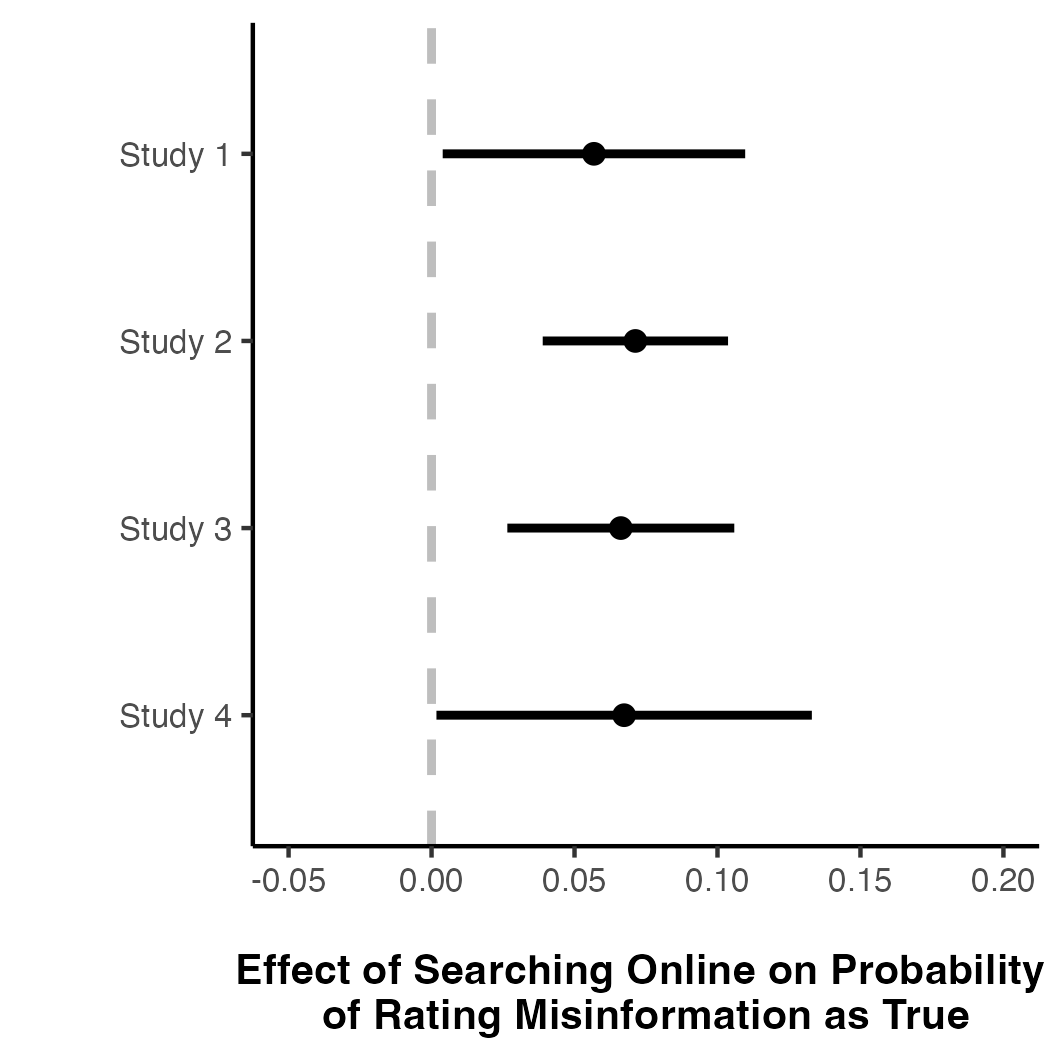 Study 1
Study 2
Study 3
Study 4
-0.05 0.00 0.05 0.10 0.15 0.20
Effect of Searching Online on Probability
of Rating Misinformation as True